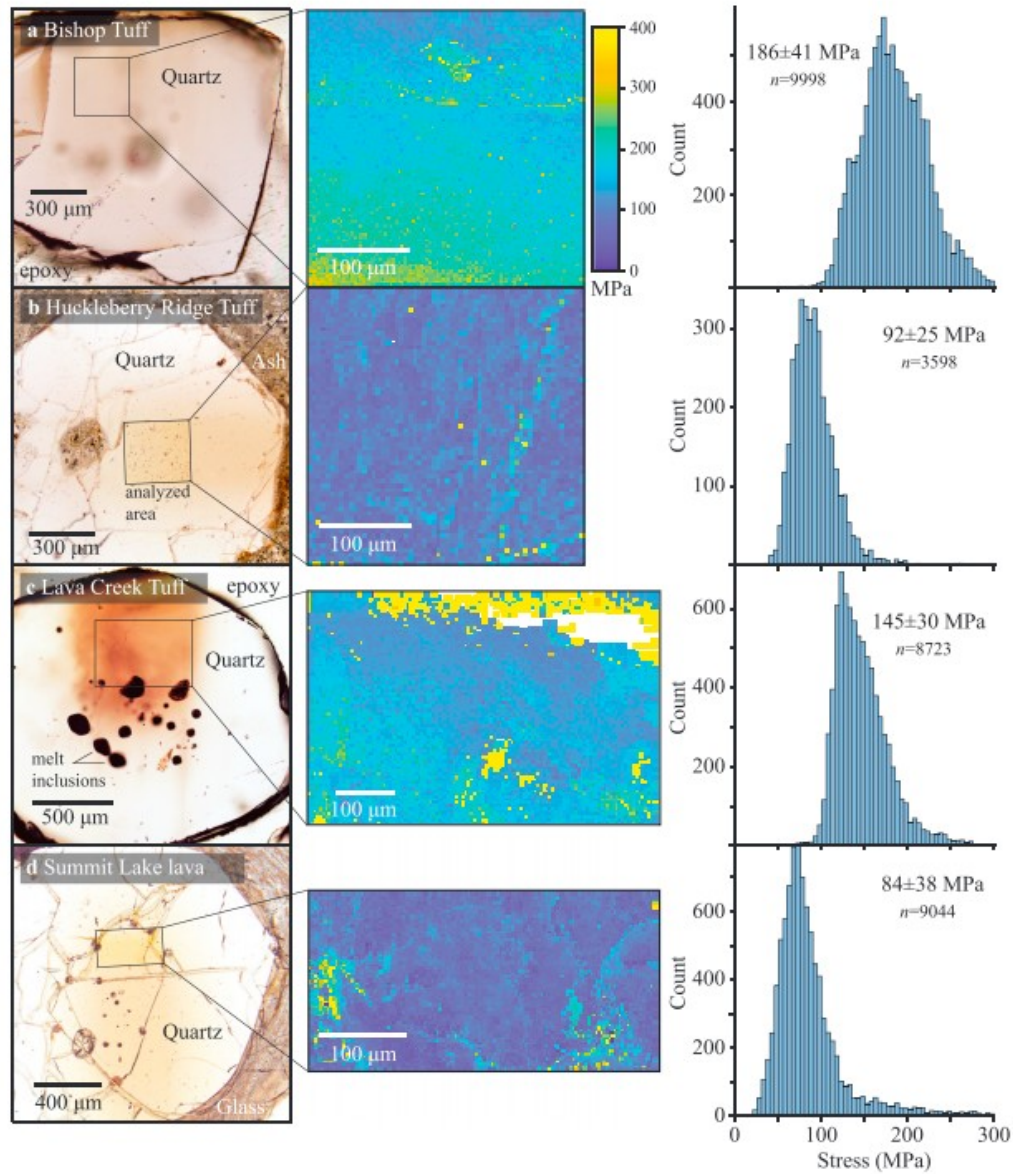 a Bishop Tuff
Quartz
300 μm
epoxy
100 μm
400
300
200
100
0
MPa
186±41 MPa
n=9998
400
200
Count
b Huckleberry Ridge Tuff
Quartz
Ash
analyzed
area
300 μm
100 μm
92±25 MPa
n=3598
300
200
100
Count
c Lava Creek Tuff
epoxy
Quartz
melt
inclusions
500 μm
100 μm
145±30 MPa
n=8723
600
400
200
Count
d Summit Lake lava
Quartz
400 μm
Glass
100 μm
84±38 MPa
n=9044
600
400
200
0
Count
0 100 200 300
Stress (MPa)